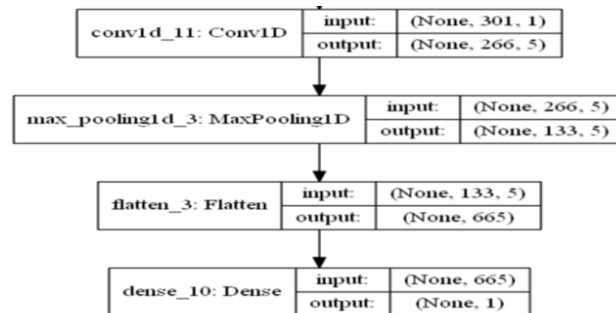 conv1d_11: Conv1D
input: (None, 301, 1)
output: (None, 266, 5)
max_pooling1d_3: MaxPooling1D
input: (None, 266, 5)
output: (None, 133, 5)
flatten_3: Flatten
input: (None, 133, 5)
output: (None, 665)
dense_10: Dense
input: (None, 665)
output: (None, 1)